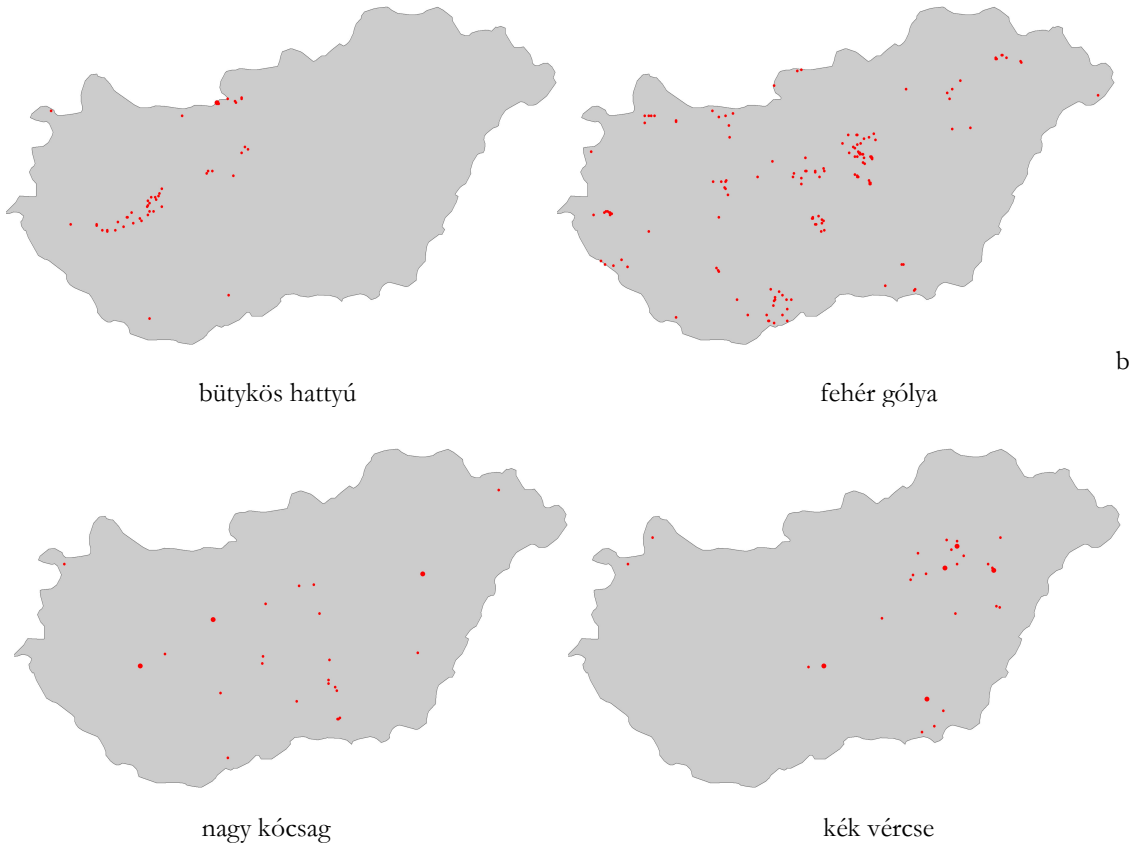 b
bütykös hattyú
fehér gólya
nagy kócsag
kék vércse